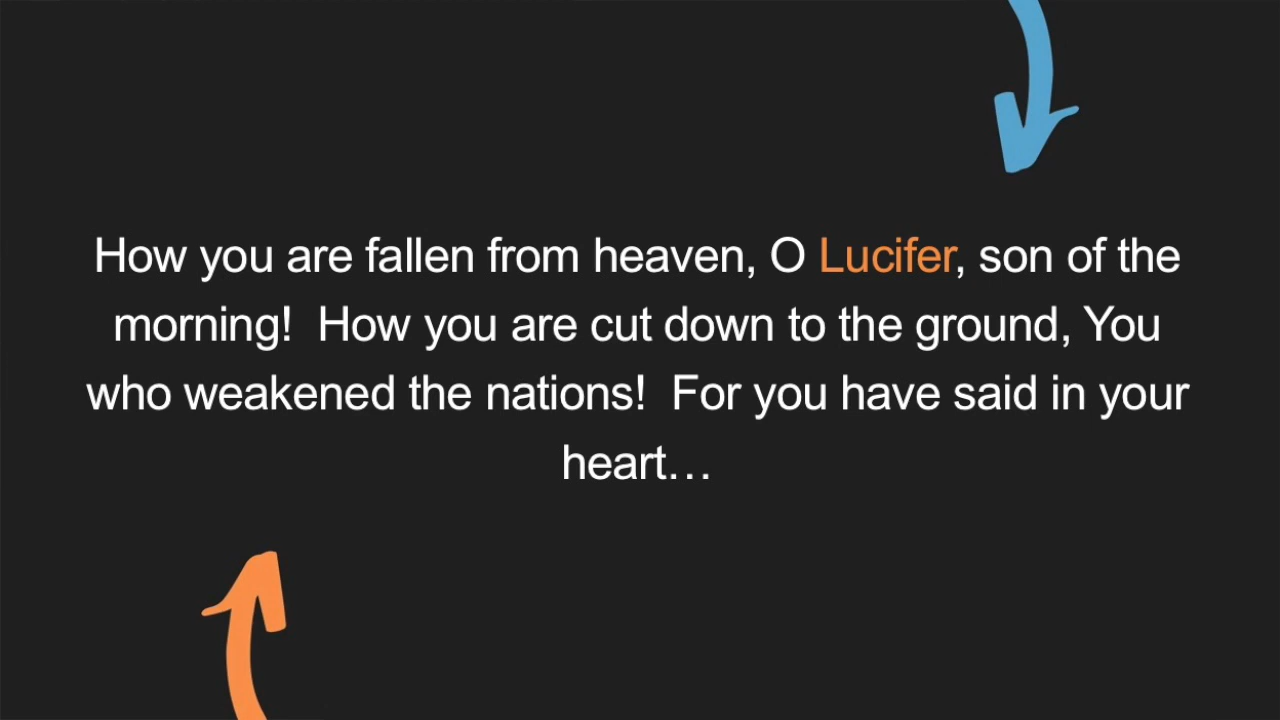 How you are fallen from heaven, O Lucifer, son of the
morning!  How you are cut down to the ground, You
who weakened the nations!  For you have said in your
heart…